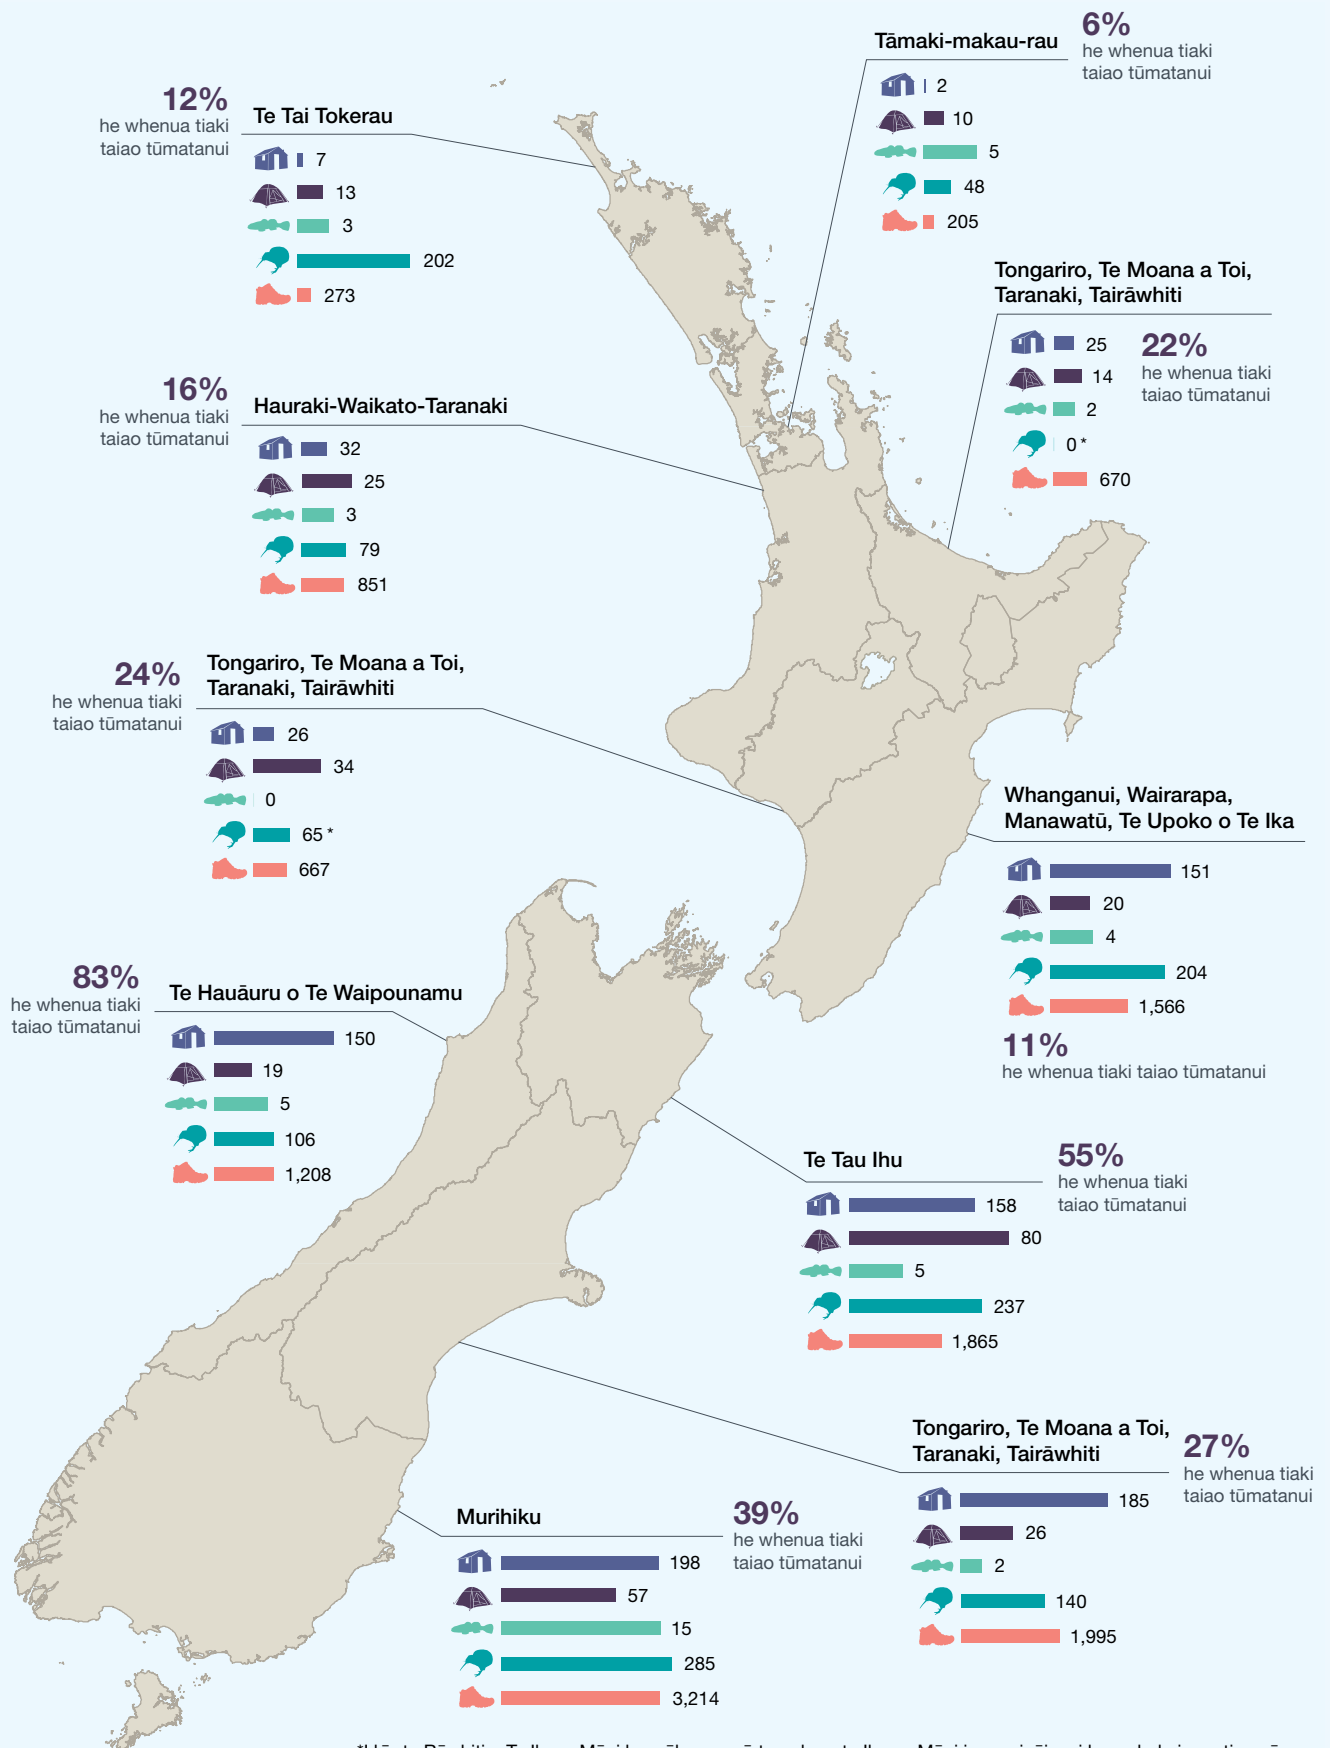 6%
he whenua tiaki
taiao tūmatanui
Tāmaki-makau-rau
2
10
5
48
205
12%
he whenua tiaki
taiao tūmatanui
Te Tai Tokerau
7
13
3
202
273
Tongariro, Te Moana a Toi,
Taranaki, Tairāwhiti
25
14
2
0 *
670
22%
he whenua tiaki
taiao tūmatanui
16%
he whenua tiaki
taiao tūmatanui
Hauraki-Waikato-Taranaki
32
25
3
79
851
24%
he whenua tiaki
taiao tūmatanui
Tongariro, Te Moana a Toi,
Taranaki, Tairāwhiti
26
34
0
65 *
667
Whanganui, Wairarapa,
Manawatū, Te Upoko o Te Ika
151
20
4
204
1,566
11%
he whenua tiaki taiao tūmatanui
83%
he whenua tiaki
taiao tūmatanui
Te Hauāuru o Te Waipounamu
150
19
5
106
1,208
Te Tau Ihu
158
80
5
237
1,865
55%
he whenua tiaki
taiao tūmatanui
Tongariro, Te Moana a Toi,
Taranaki, Tairāwhiti
185
26
2
140
1,995
27%
he whenua tiaki
taiao tūmatanui
Murihiku
198
57
15
285
3,214
39%
he whenua tiaki
taiao tūmatanui